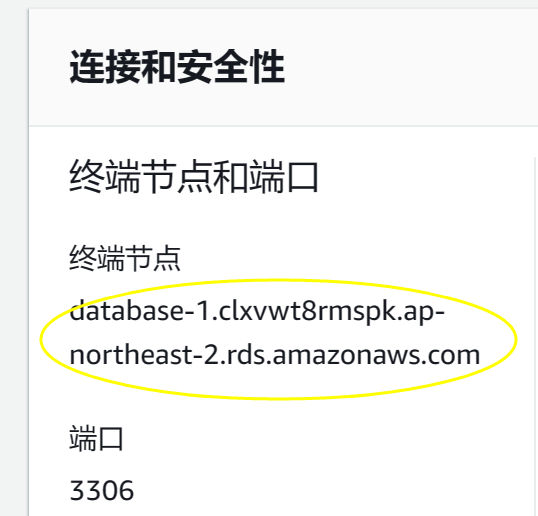 连接和安全性
终端节点和端口
终端节点
database-1.clxvwt8rmspk.ap-
northeast-2.rds.amazonaws.com
端口
3306